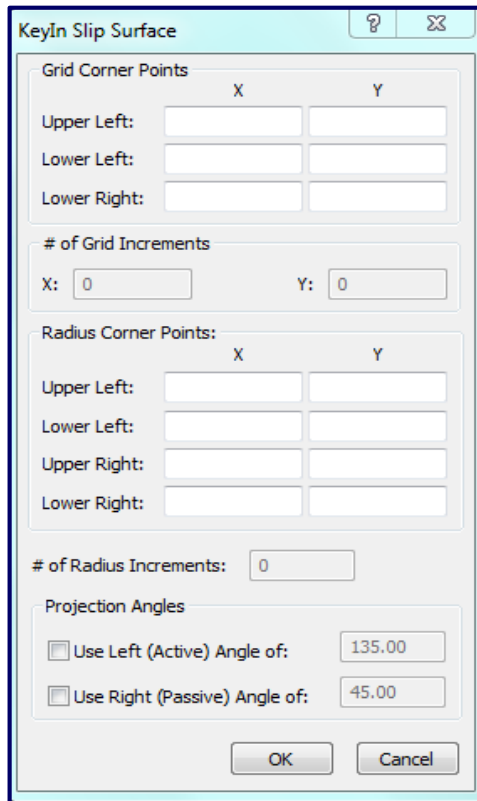 KeyIn Slip Surface ?
Grid Corner Points
X Y
Upper Left:
Lower Left:
Lower Right:
# of Grid Increments
X: 0 Y: 0
Radius Corner Points:
X Y
Upper Left:
Lower Left:
Upper Right:
Lower Right:
# of Radius Increments: 0
Projection Angles
Use Left (Active) Angle of: 135.00
Use Right (Passive) Angle of: 45.00
OK Cancel